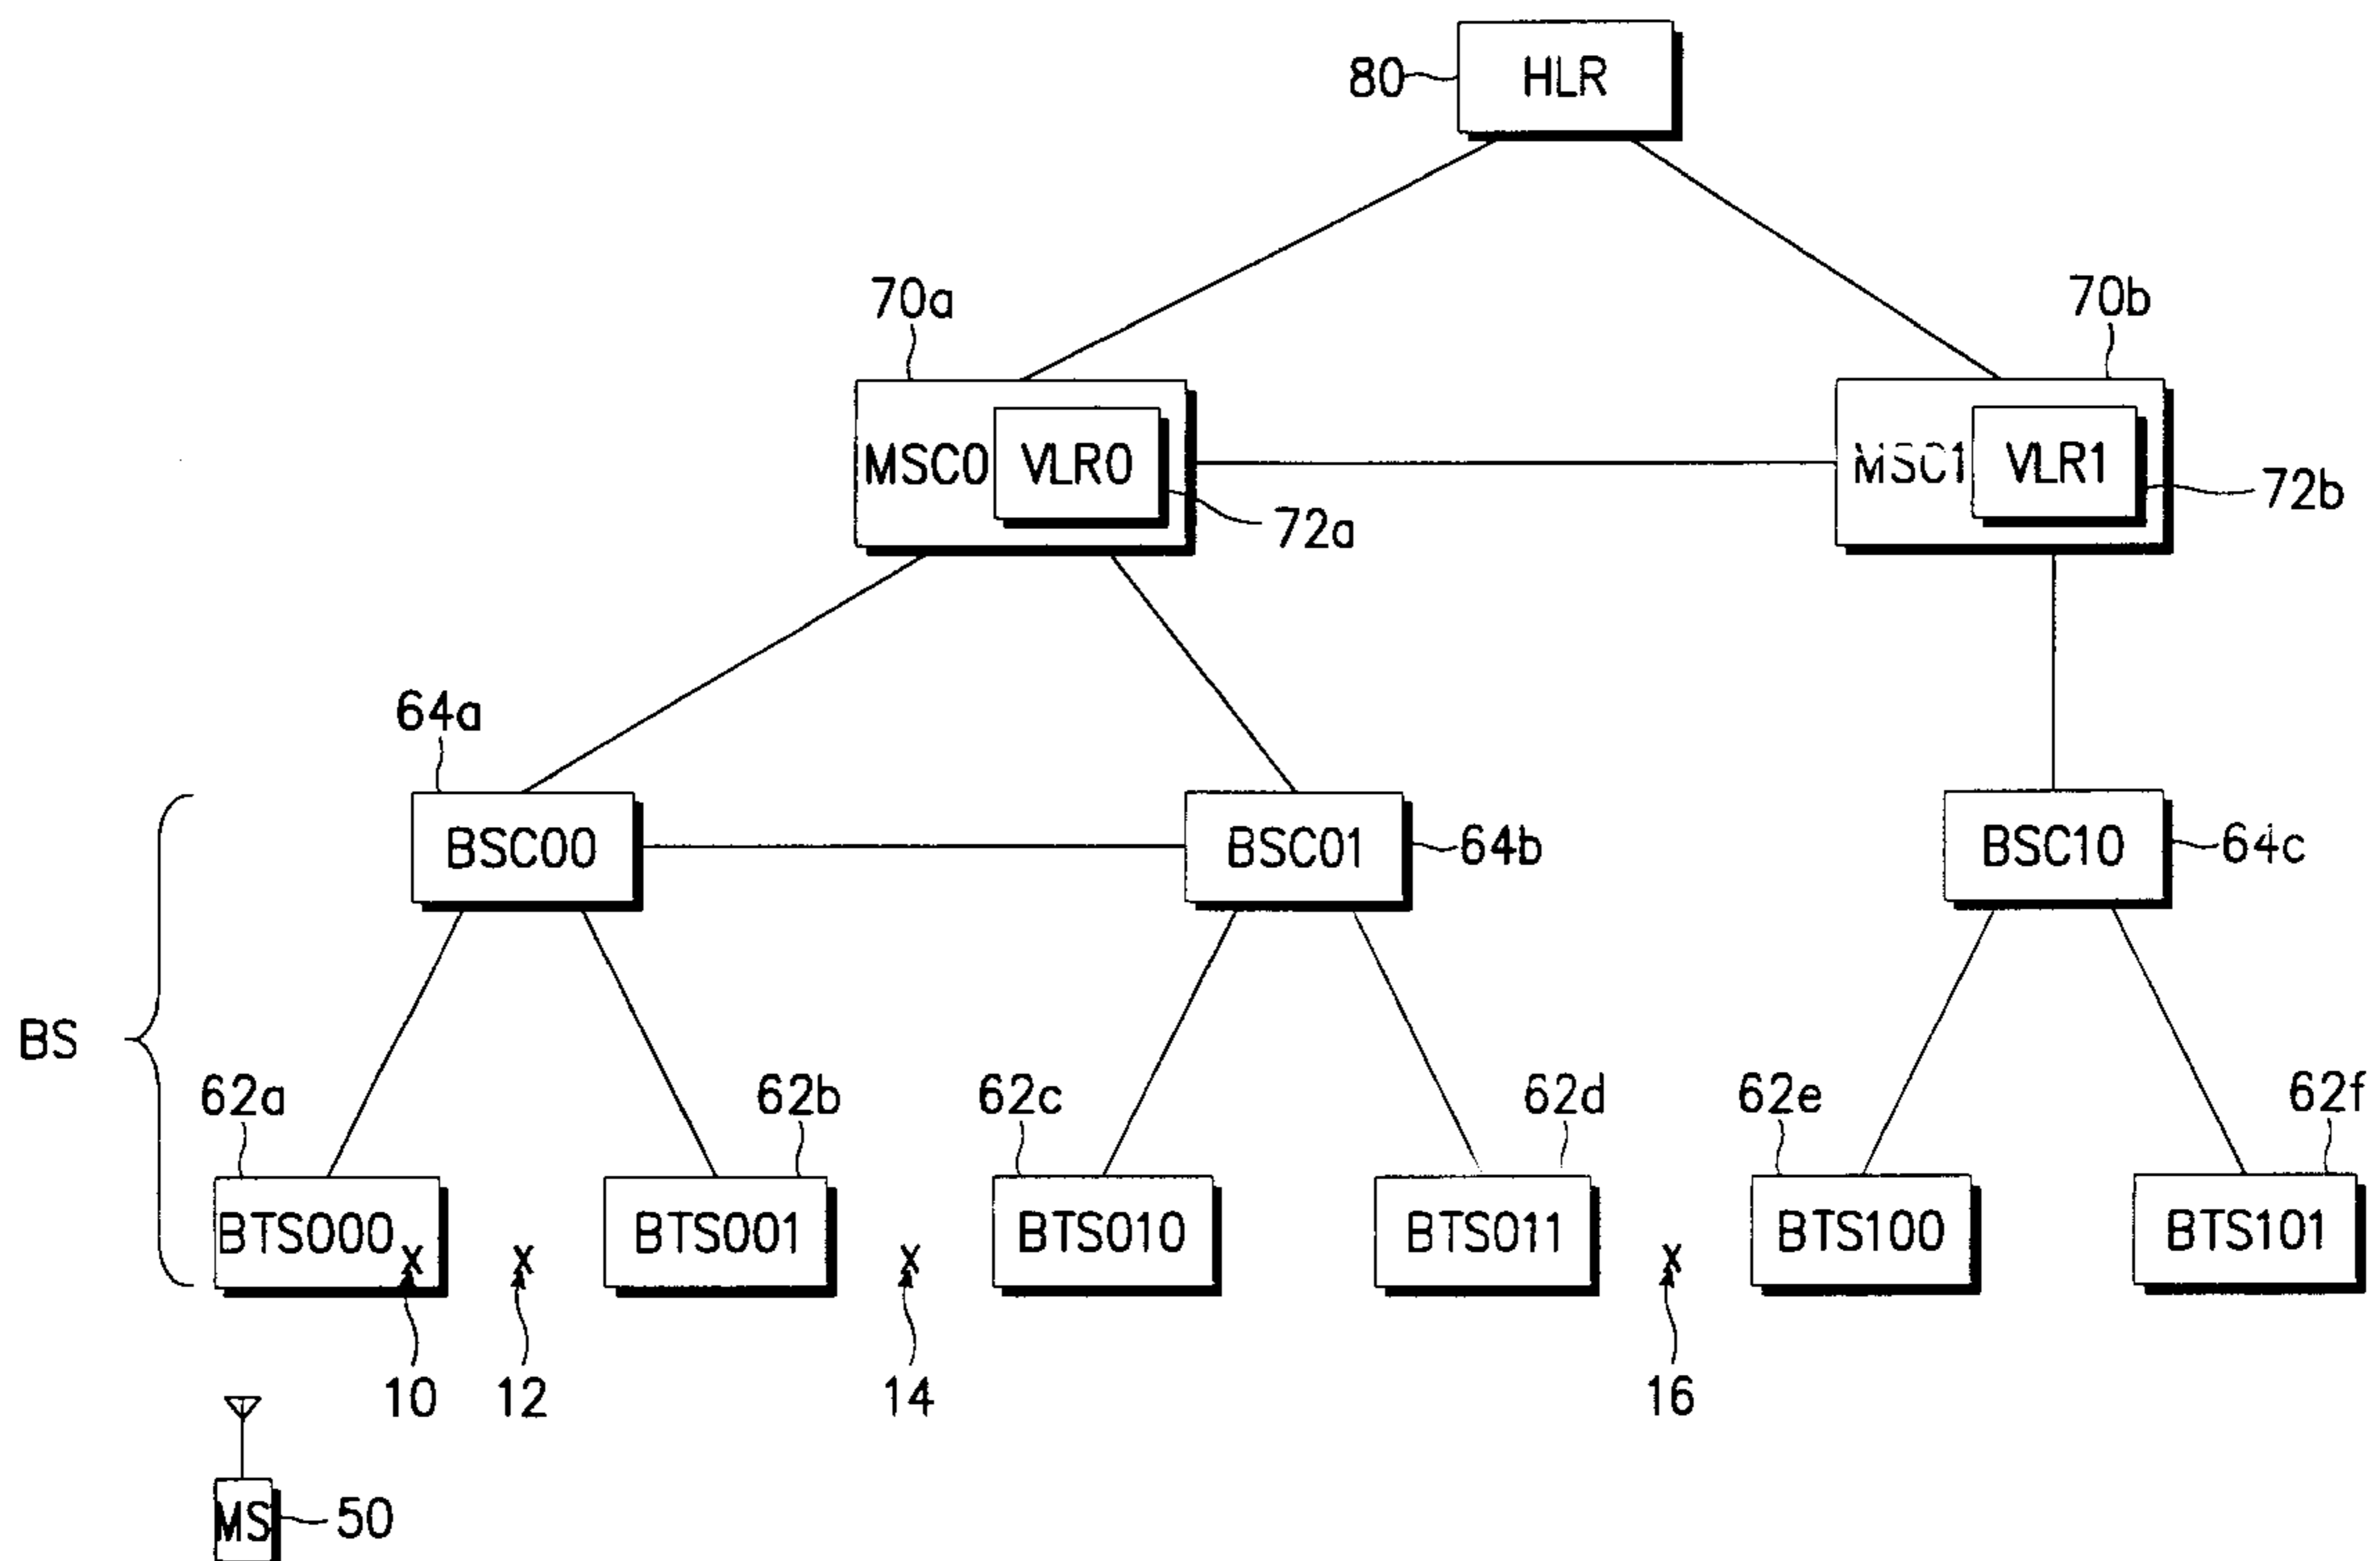 80 HLR
70a
70b
MSC0 VLR0
MSC1 VLR1
72a
72b
64a
BSC00
BSC01
64b
BSC10
64c
BS
62a
62b
62c
62d
62e
62f
BTS000
x
x
BTS001
x
BTS010
BTS011
x
BTS100
BTS101
10
12
14
16
MS
50